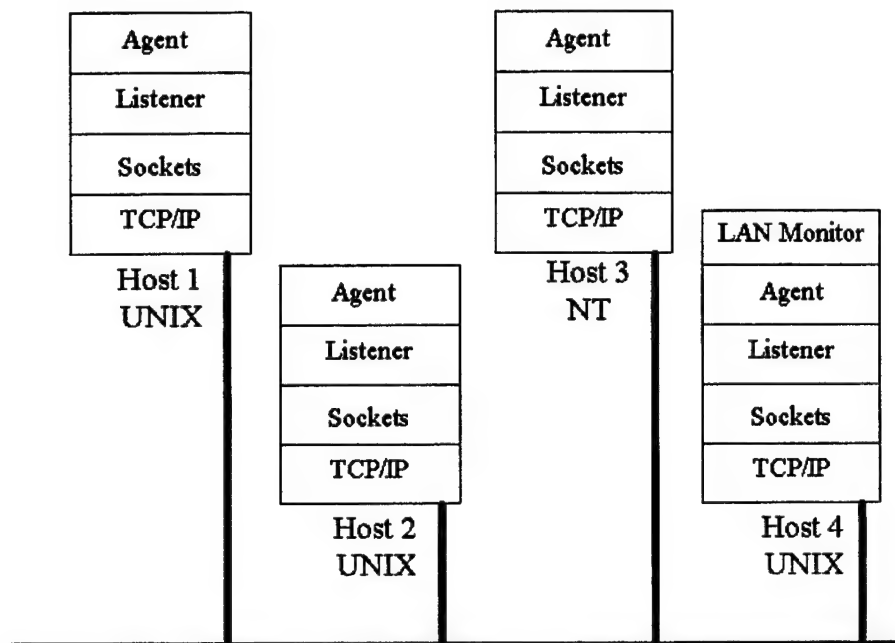 Agent
Listener
Sockets
TCP/IP
Host 1
UNIX
Agent
Listener
Sockets
TCP/IP
Host 2
UNIX
Agent
Listener
Sockets
TCP/IP
Host 3
NT
LAN Monitor
Agent
Listener
Sockets
TCP/IP
Host 4
UNIX